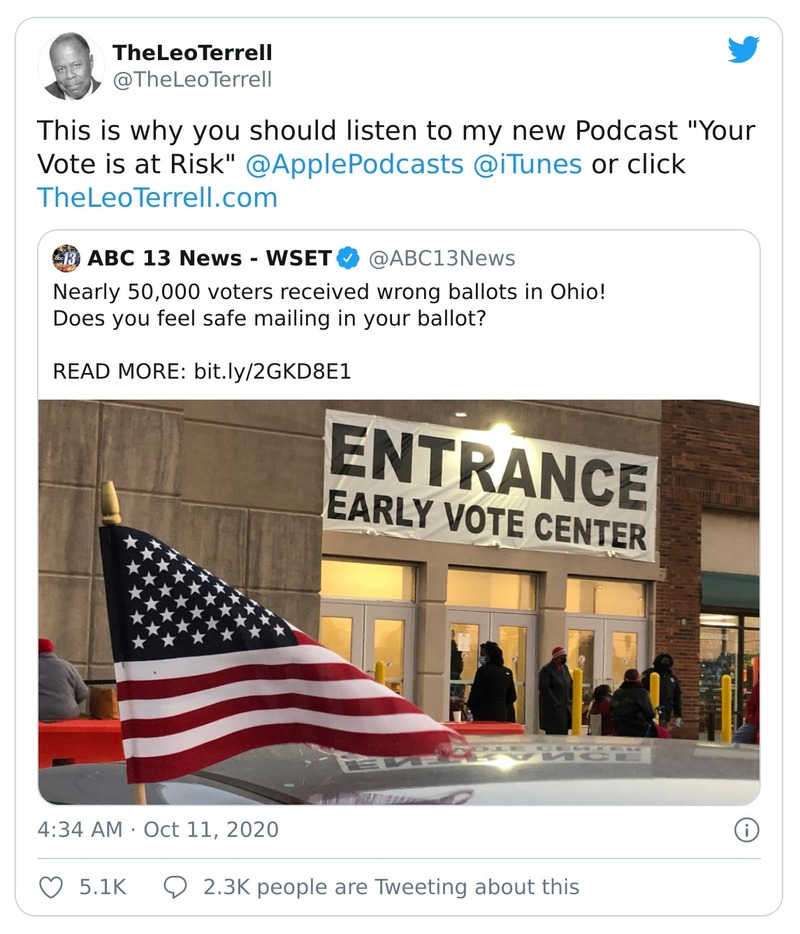 TheLeoTerrell
@TheLeoTerrell
This is why you should listen to my new Podcast "Your
Vote is at Risk" @ApplePodcasts @iTunes or click
TheLeoTerrell.com
ABC 13 News - WSET @ABC13News
Nearly 50,000 voters received wrong ballots in Ohio!
Does you feel safe mailing in your ballot?
READ MORE: bit.ly/2GKD8E1
ENTRANCE
EARLY VOTE CENTER
4:34 AM · Oct 11, 2020
5.1K 2.3K people are Tweeting about this